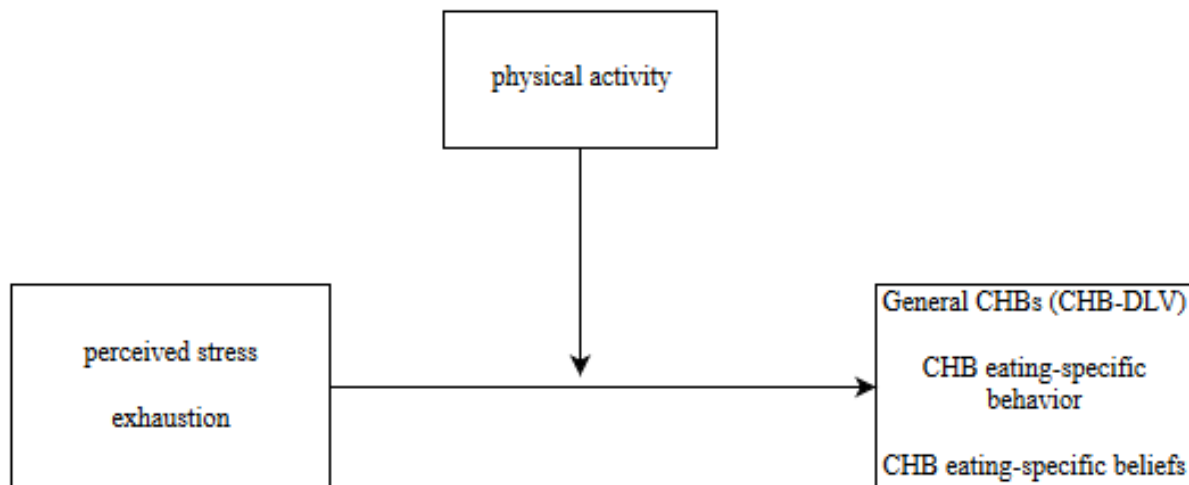 physical activity
perceived stress
exhaustion
General CHBs (CHB-DLV)
CHB eating-specific
behavior
CHB eating-specific beliefs